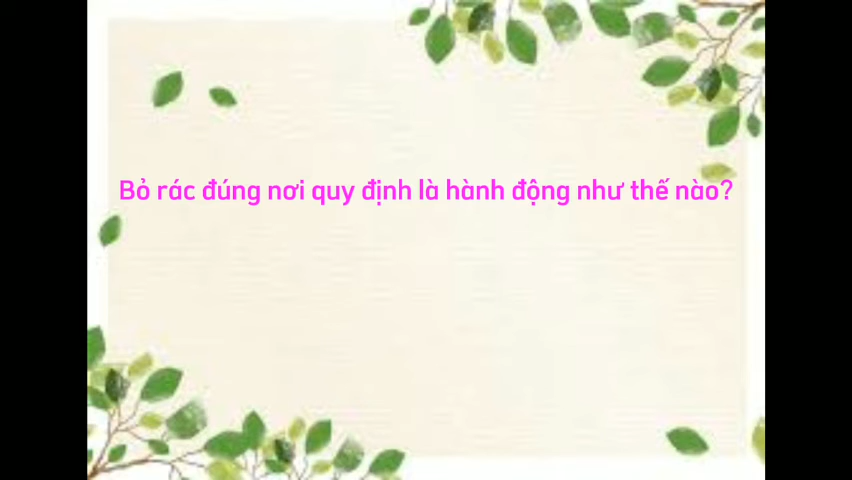 Bỏ rác đúng nơi quy định là hành động như thế nào?